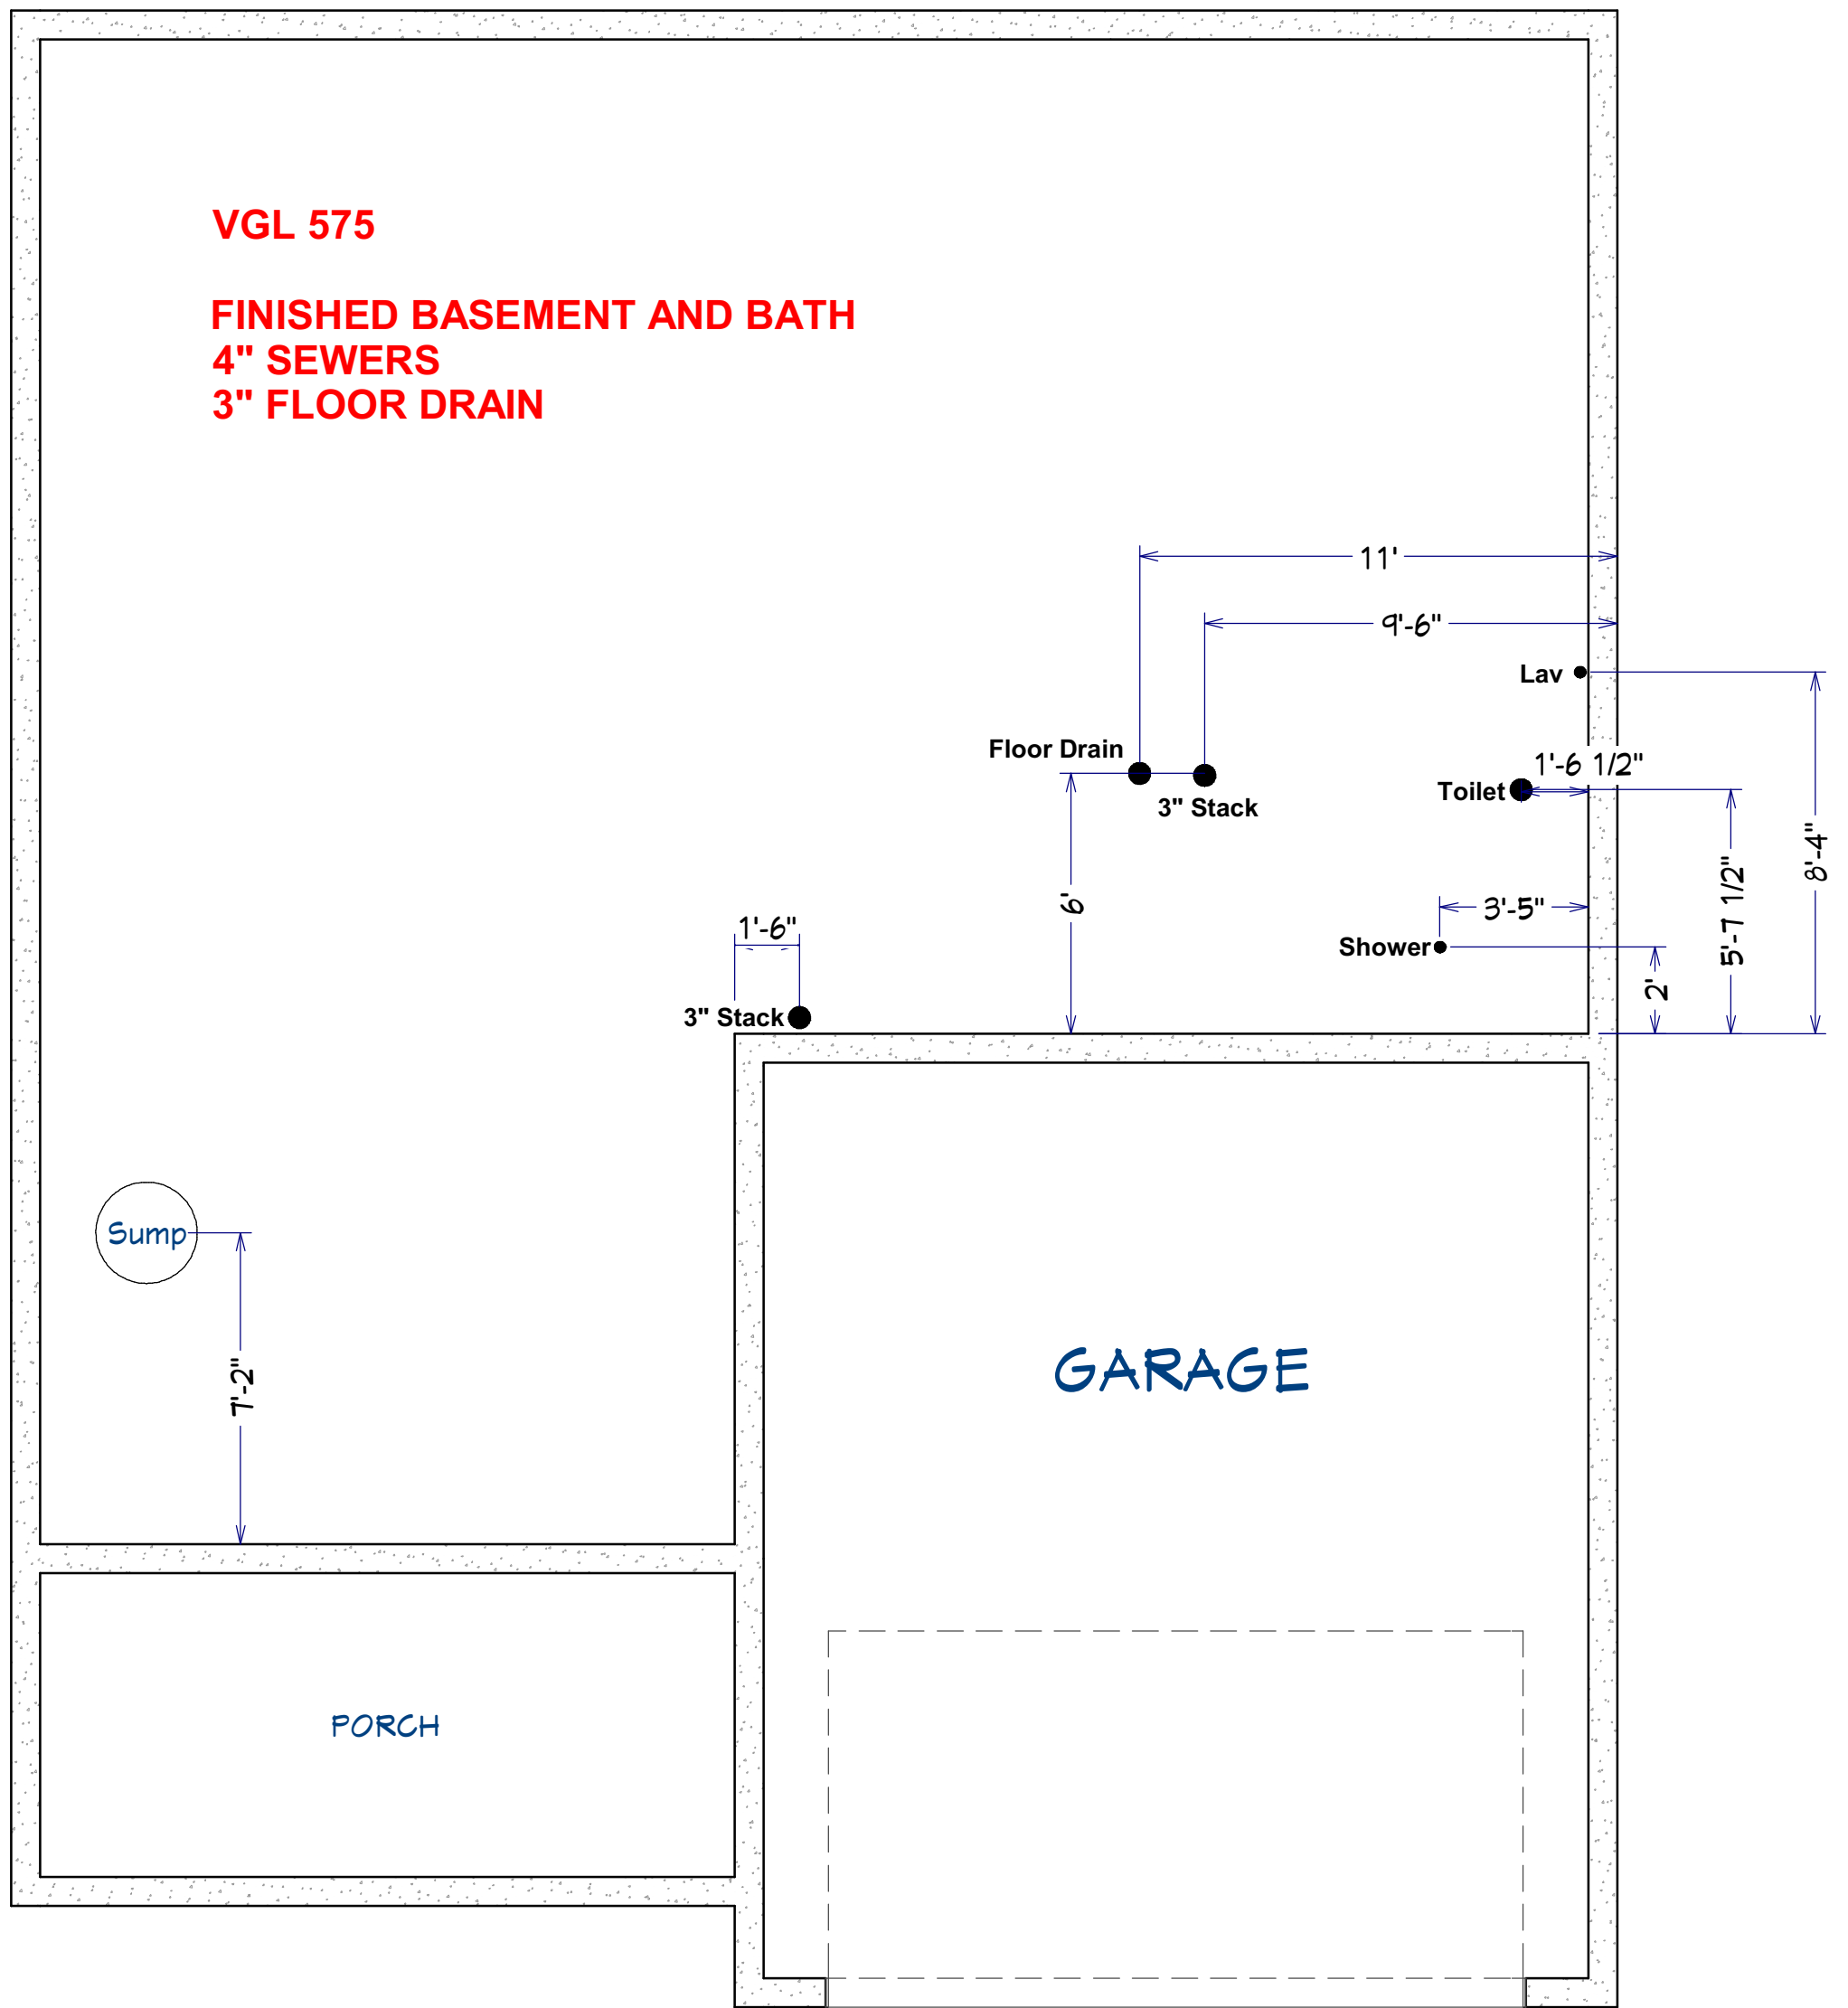 VGL 575
FINISHED BASEMENT AND BATH
4" SEWERS
3" FLOOR DRAIN
11'
9'-6"
Lav
Floor Drain
1'-6 1/2"
Toilet
3" Stack
8'-4"
5'-7 1/2"
6'
3'-5"
1'-6"
Shower
2'
3" Stack
Sump
7'-2"
GARAGE
PORCH